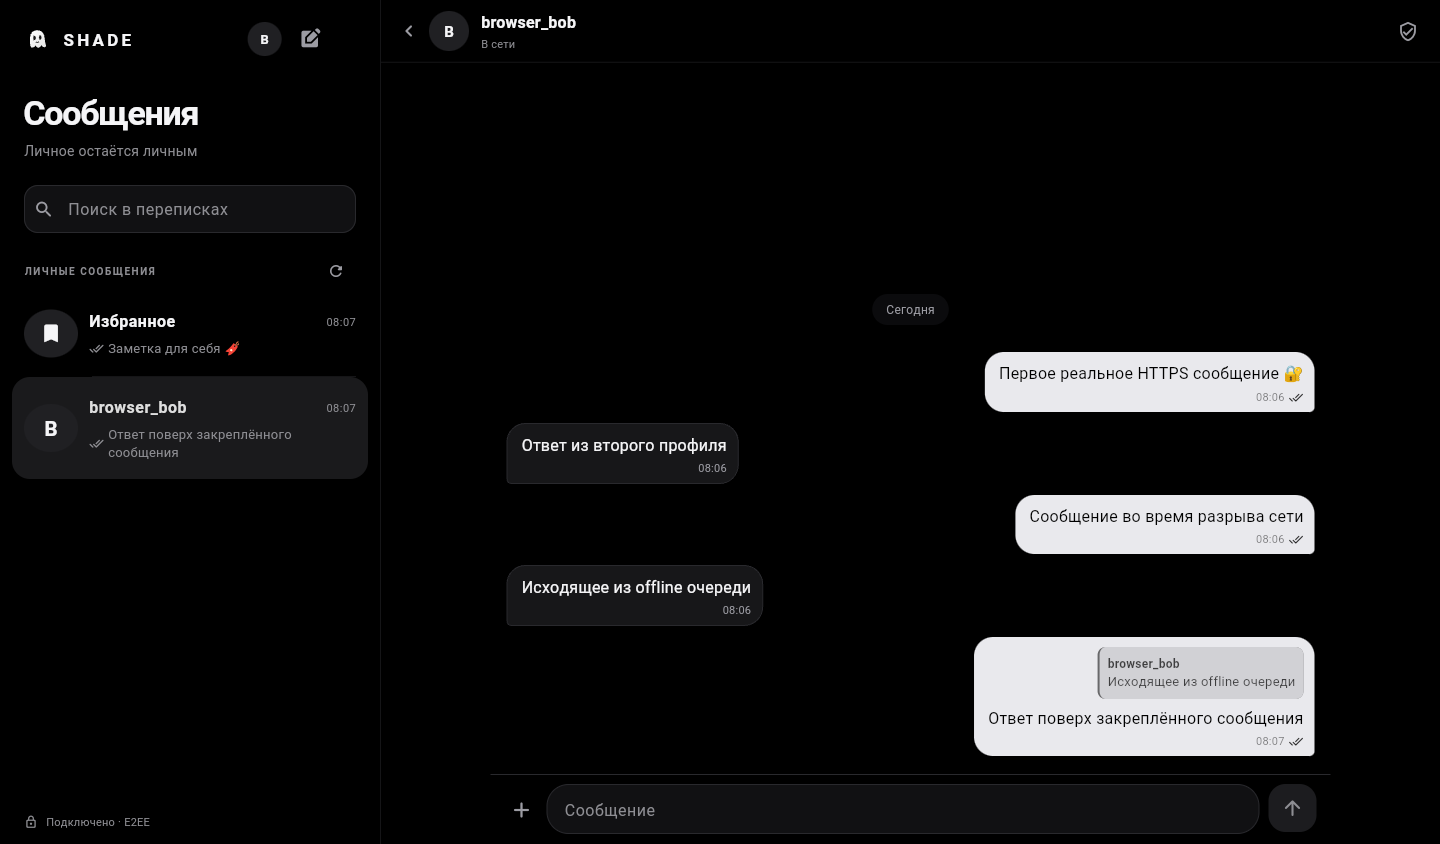 SHADE
B
Сообщения
Личное остаётся личным
Поиск в переписках
ЛИЧНЫЕ СООБЩЕНИЯ
Избранное
08:07
Заметка для себя 🧨
B
browser_bob
08:07
Ответ поверх закреплённого
сообщения
Подключено · E2EE
B
browser_bob
В сети
Сегодня
Первое реальное HTTPS сообщение 🔐
08:06
Ответ из второго профиля
08:06
Сообщение во время разрыва сети
08:06
Исходящее из offline очереди
08:06
browser_bob
Исходящее из offline очереди
Ответ поверх закреплённого сообщения
08:07
Сообщение